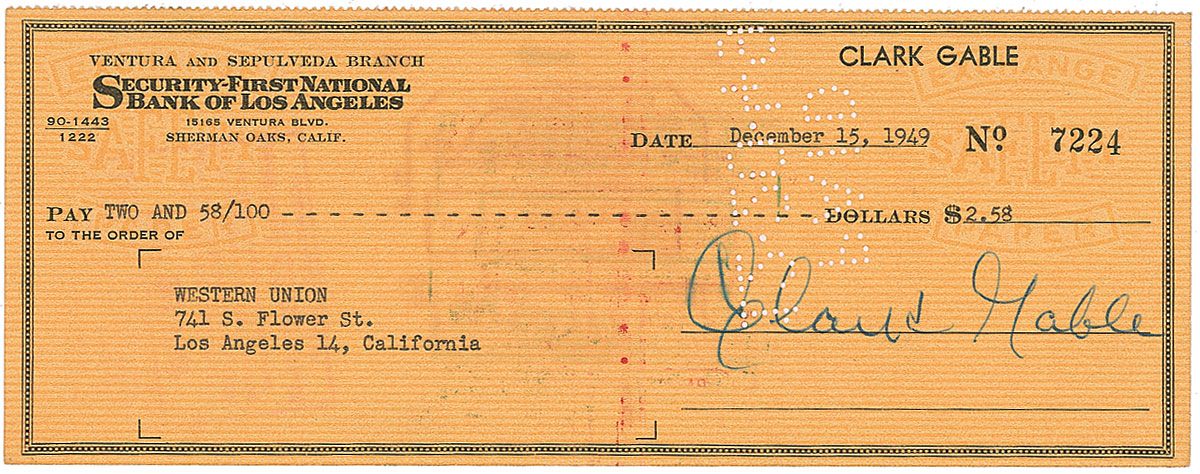 VENTURA AND SEPULVEDA BRANCH
SECURITY-FIRST NATIONAL
BANK OF LOS ANGELES
90-1443
1222
15165 VENTURA BLVD.
SHERMAN OAKS, CALIF.
CLARK GABLE
DATE December 15, 1949 Nº 7224
PAY TWO AND 58/100 - - - - - - - - - - - - - - - - - - - - - - - - - - - - - - - - DOLLARS $2.58
TO THE ORDER OF
WESTERN UNION
741 S. Flower St.
Los Angeles 14, California
Clark Gable